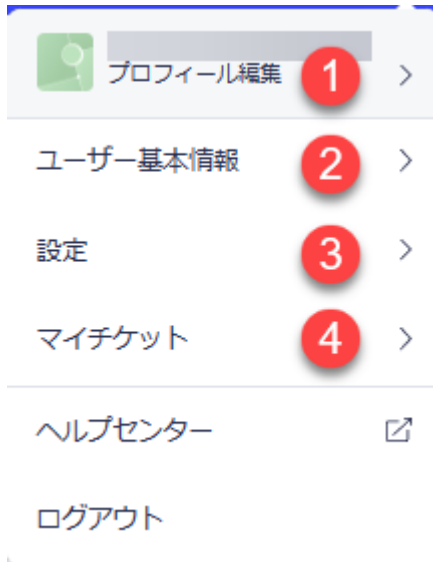 プロフィール編集 1
ユーザー基本情報 2
設定 3
マイチケット 4
ヘルプセンター
ログアウト